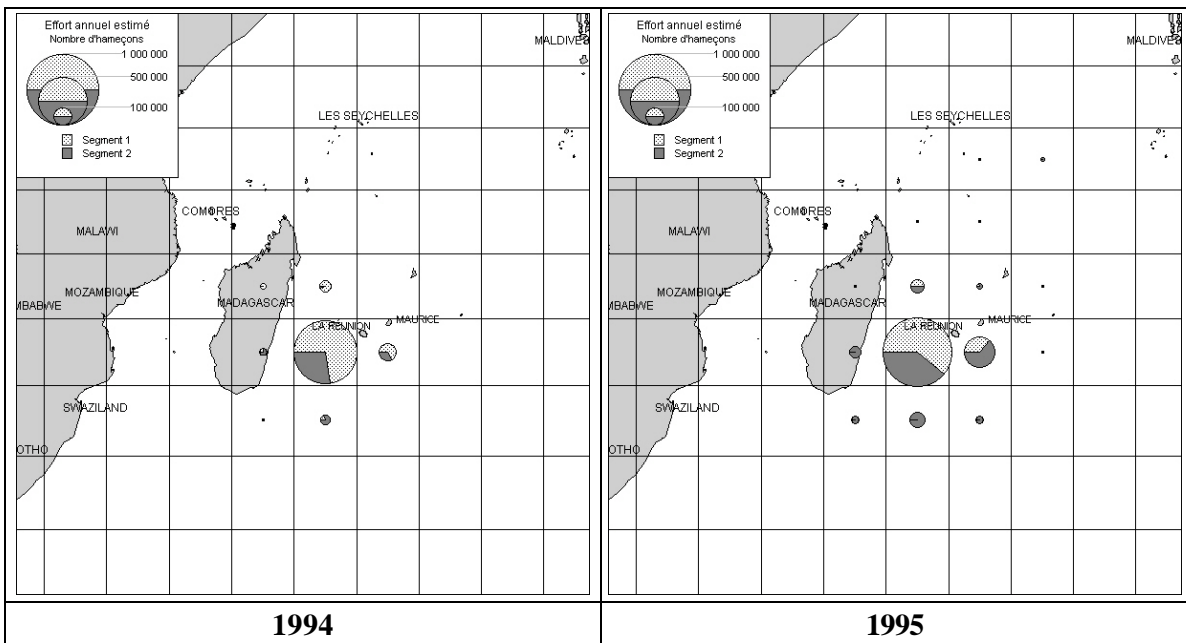 Effort annuel estimé
Nombre d'hameçons
1 000 000
500 000
100 000
Segment 1
Segment 2
MALDIVES
LES SEYCHELLES
COMORES
MALAWI
MOZAMBIQUE
MBABWE
MADAGASCAR
LA REUNION
MAURICE
SWAZILAND
OTHO
1994
Effort annuel estimé
Nombre d'hameçons
1 000 000
500 000
100 000
Segment 1
Segment 2
MALDIVES
LES SEYCHELLES
COMORES
MALAWI
MOZAMBIQUE
MBABWE
MADAGASCAR
LA REUNION
MAURICE
SWAZILAND
OTHO
1995